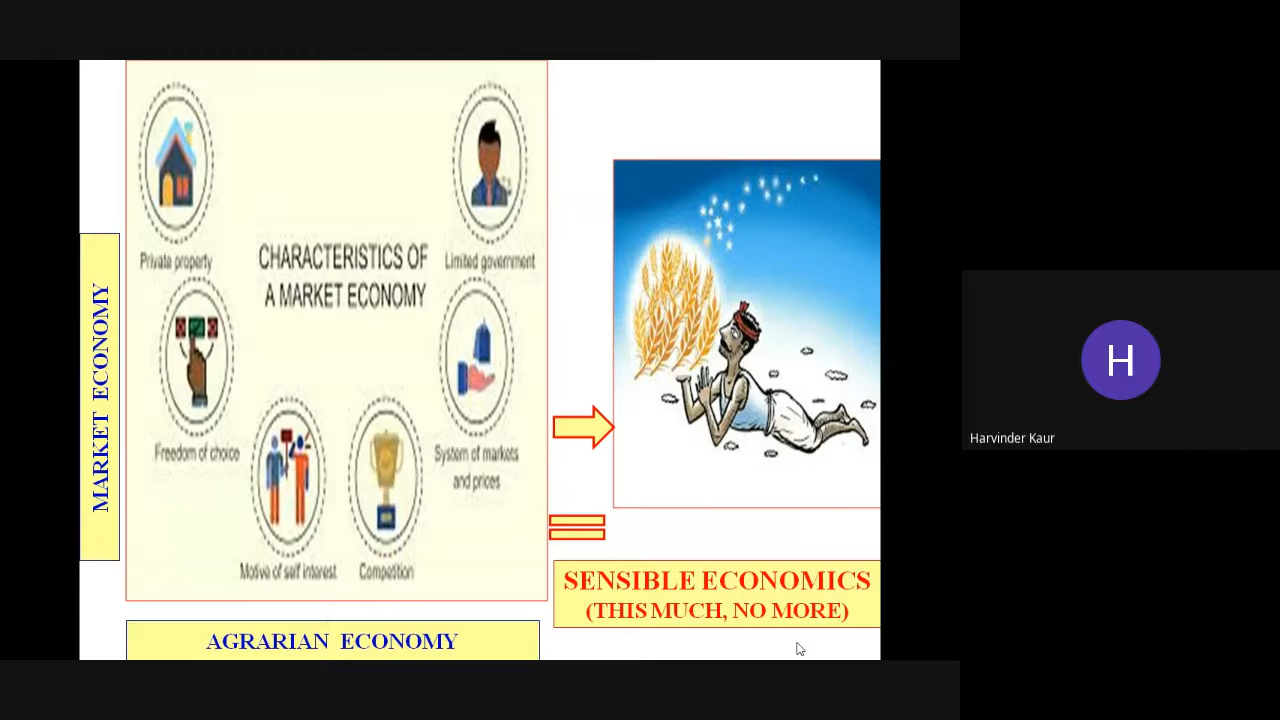 MARKET ECONOMY
Private property
Limited government
CHARACTERISTICS OF
A MARKET ECONOMY
Freedom of choice
System of markets
and prices
Motive of self interest
Competition
SENSIBLE ECONOMICS
(THIS MUCH, NO MORE)
AGRARIAN ECONOMY
H
Harvinder Kaur